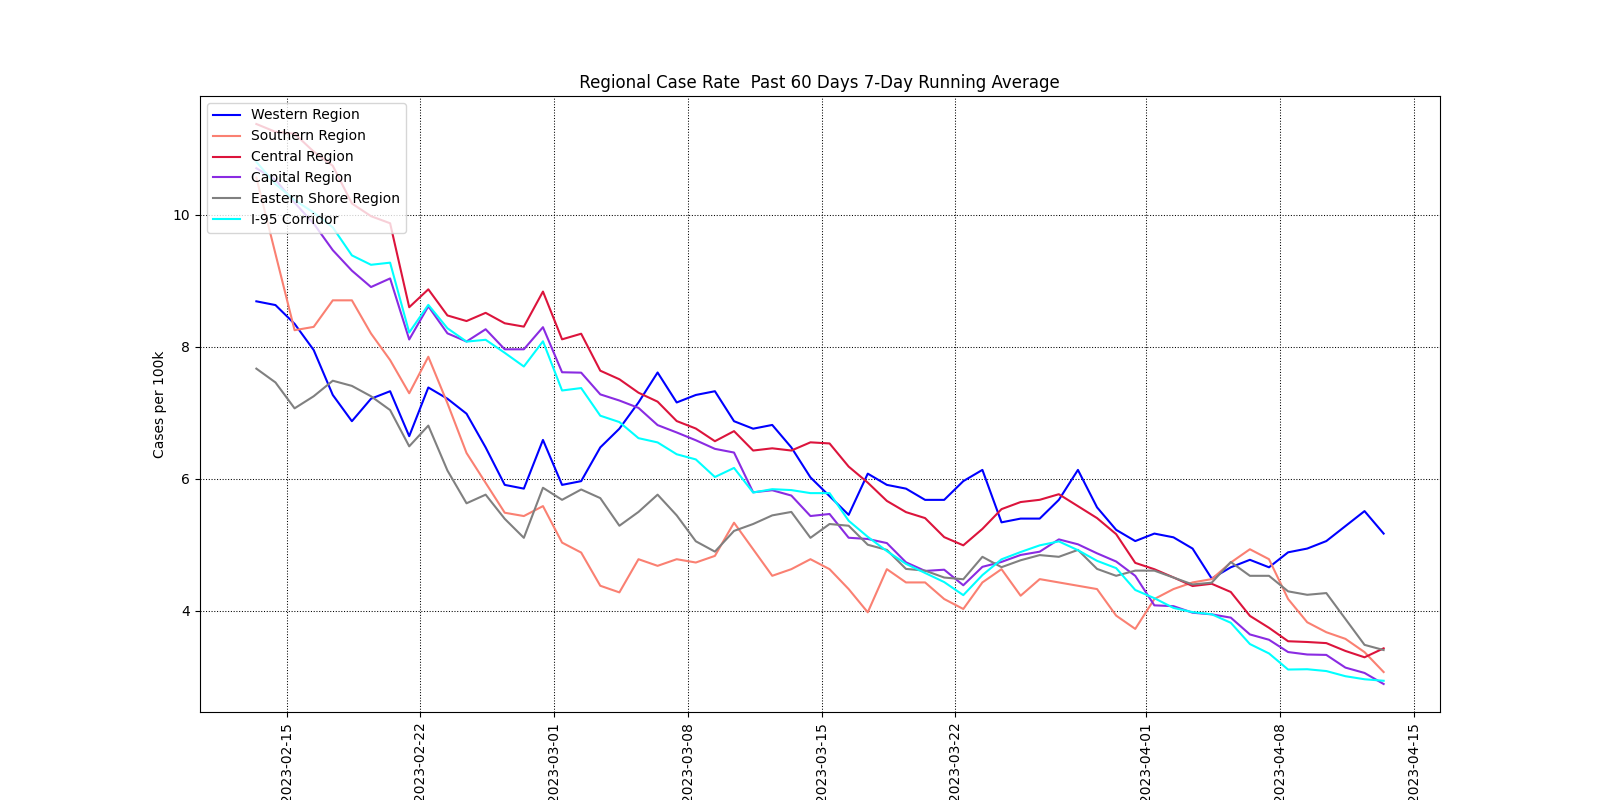 Regional Case Rate  Past 60 Days 7-Day Running Average
Western Region
Southern Region
Central Region
Capital Region
Eastern Shore Region
I-95 Corridor
Cases per 100k
10
8
6
4
2023-02-15
2023-02-22
2023-03-01
2023-03-08
2023-03-15
2023-03-22
2023-04-01
2023-04-08
2023-04-15